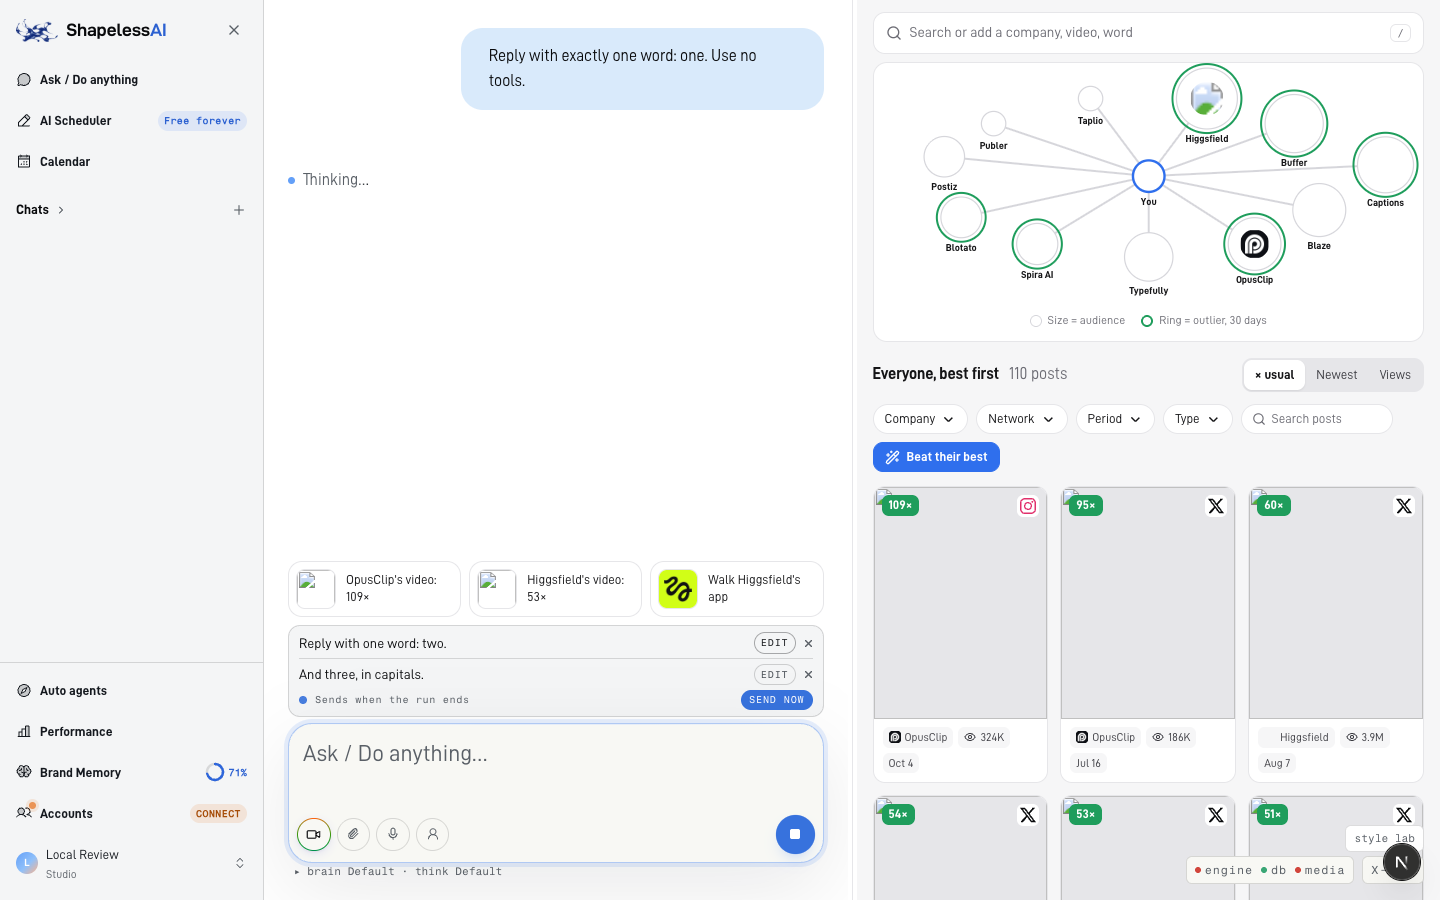 ShapelessAI
Ask / Do anything
AI Scheduler
Free forever
Calendar
Chats
Auto agents
Performance
Brand Memory
71%
Accounts
CONNECT
L
Local Review
Studio
Reply with exactly one word: one. Use no
tools.
Thinking...
OpusClip's video:
109×
Higgsfield's video:
53×
Walk Higgsfield's
app
Reply with one word: two.
EDIT
And three, in capitals.
EDIT
Sends when the run ends
SEND NOW
Ask / Do anything...
brain Default · think Default
Search or add a company, video, word
/
Taplio
Higgsfield
Publer
Buffer
Postiz
Captions
You
Blotato
Blaze
Spira AI
OpusClip
Typefully
Size = audience
Ring = outlier, 30 days
Everyone, best first
110 posts
× usual
Newest
Views
Company
Network
Period
Type
Search posts
Beat their best
109×
95×
60×
OpusClip
324K
Oct 4
OpusClip
186K
Jul 16
Higgsfield
3.9M
Aug 7
54×
53×
51×
style lab
engine
db
media
X-
N